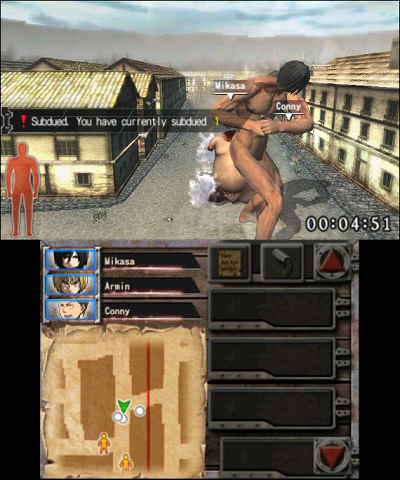 Mikasa
Conny
! Subdued. You have currently subdued 1
00:04:51
Mikasa
Armin
Conny